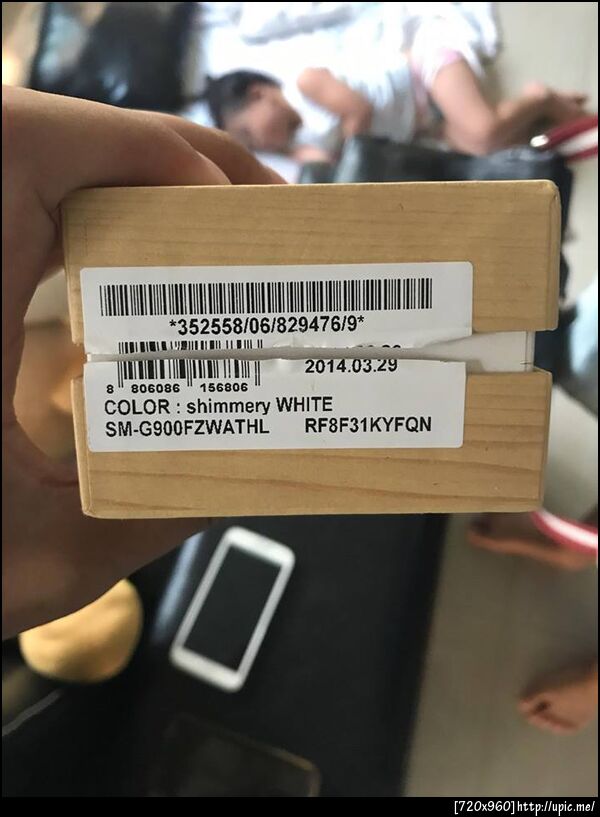 *352558/06/829476/9*
2014.03.29
8 806086 156806
COLOR : shimmery WHITE
SM-G900FZWATHL RF8F31KYFQN
[720x960]http://upic.me/